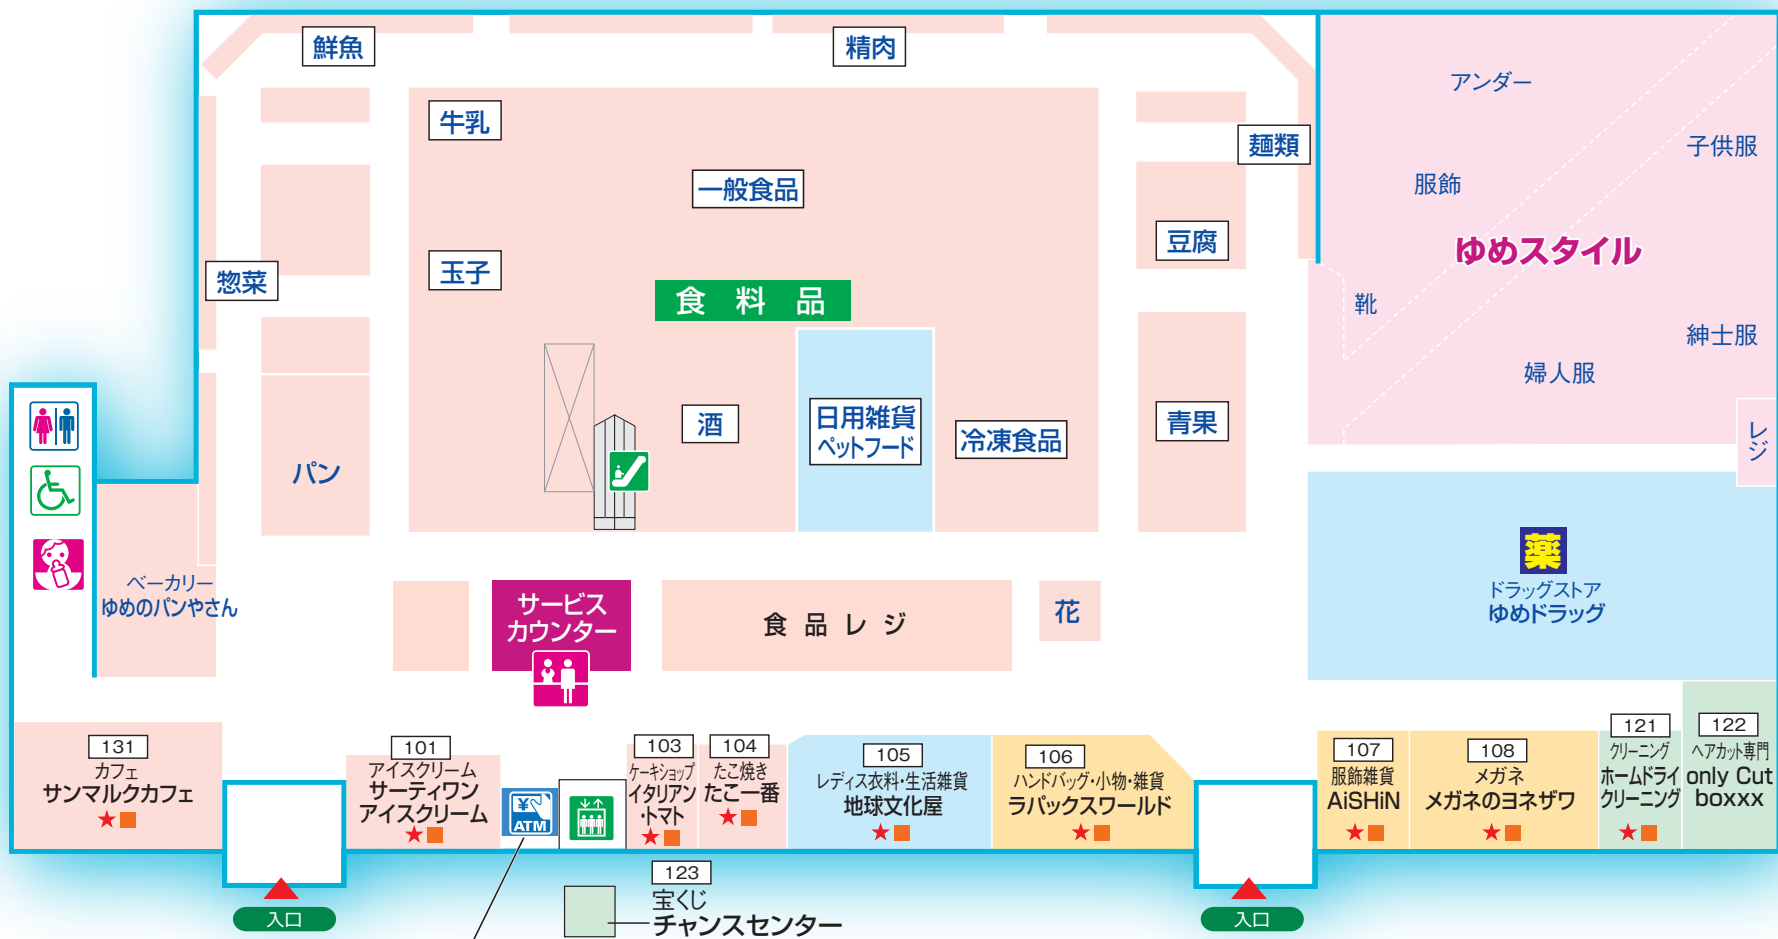 鮮魚
精肉
牛乳
麺類
一般食品
惣菜
玉子
豆腐
食料品
パン
酒
日用雑貨
ペットフード
冷凍食品
青果
アンダー
子供服
服飾
ゆめスタイル
靴
紳士服
婦人服
レジ
薬
ドラッグストア
ゆめドラッグ
ベーカリー
ゆめのパンやさん
サービス
カウンター
食品レジ
花
131
カフェ
サンマルクカフェ
101
アイスクリーム
サーティワン
アイスクリーム
¥
ATM
103
ケーキショップ
イタリアン
・トマト
104
たこ焼き
たこ一番
105
レディス衣料・生活雑貨
地球文化屋
106
ハンドバッグ・小物・雑貨
ラパックスワールド
107
服飾雑貨
AiSHiN
108
メガネ
メガネのヨネザワ
121
クリーニング
ホームドライ
クリーニング
122
ヘアカット専門
only Cut
boxxx
入口
123
宝くじ
チャンスセンター
入口